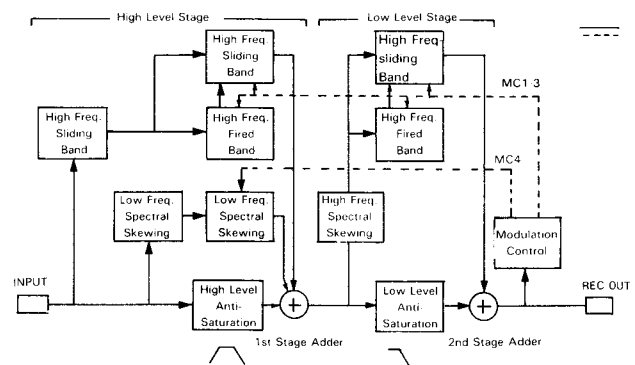 High Level Stage
Low Level Stage
High Freq.
Sliding
Band
High Freq.
sliding
Band
MC1-3
High Freq.
Sliding
Band
High Freq.
Fired
Band
High Freq.
Fired
Band
MC4
Low Freq.
Spectral
Skewing
Low Freq.
Spectral
Skewing
High Freq.
Spectral
Skewing
Modulation
Control
INPUT
High Level
Anti-
Saturation
+
Low Level
Anti-
Saturation
+
REC OUT
1st Stage Adder
2nd Stage Adder